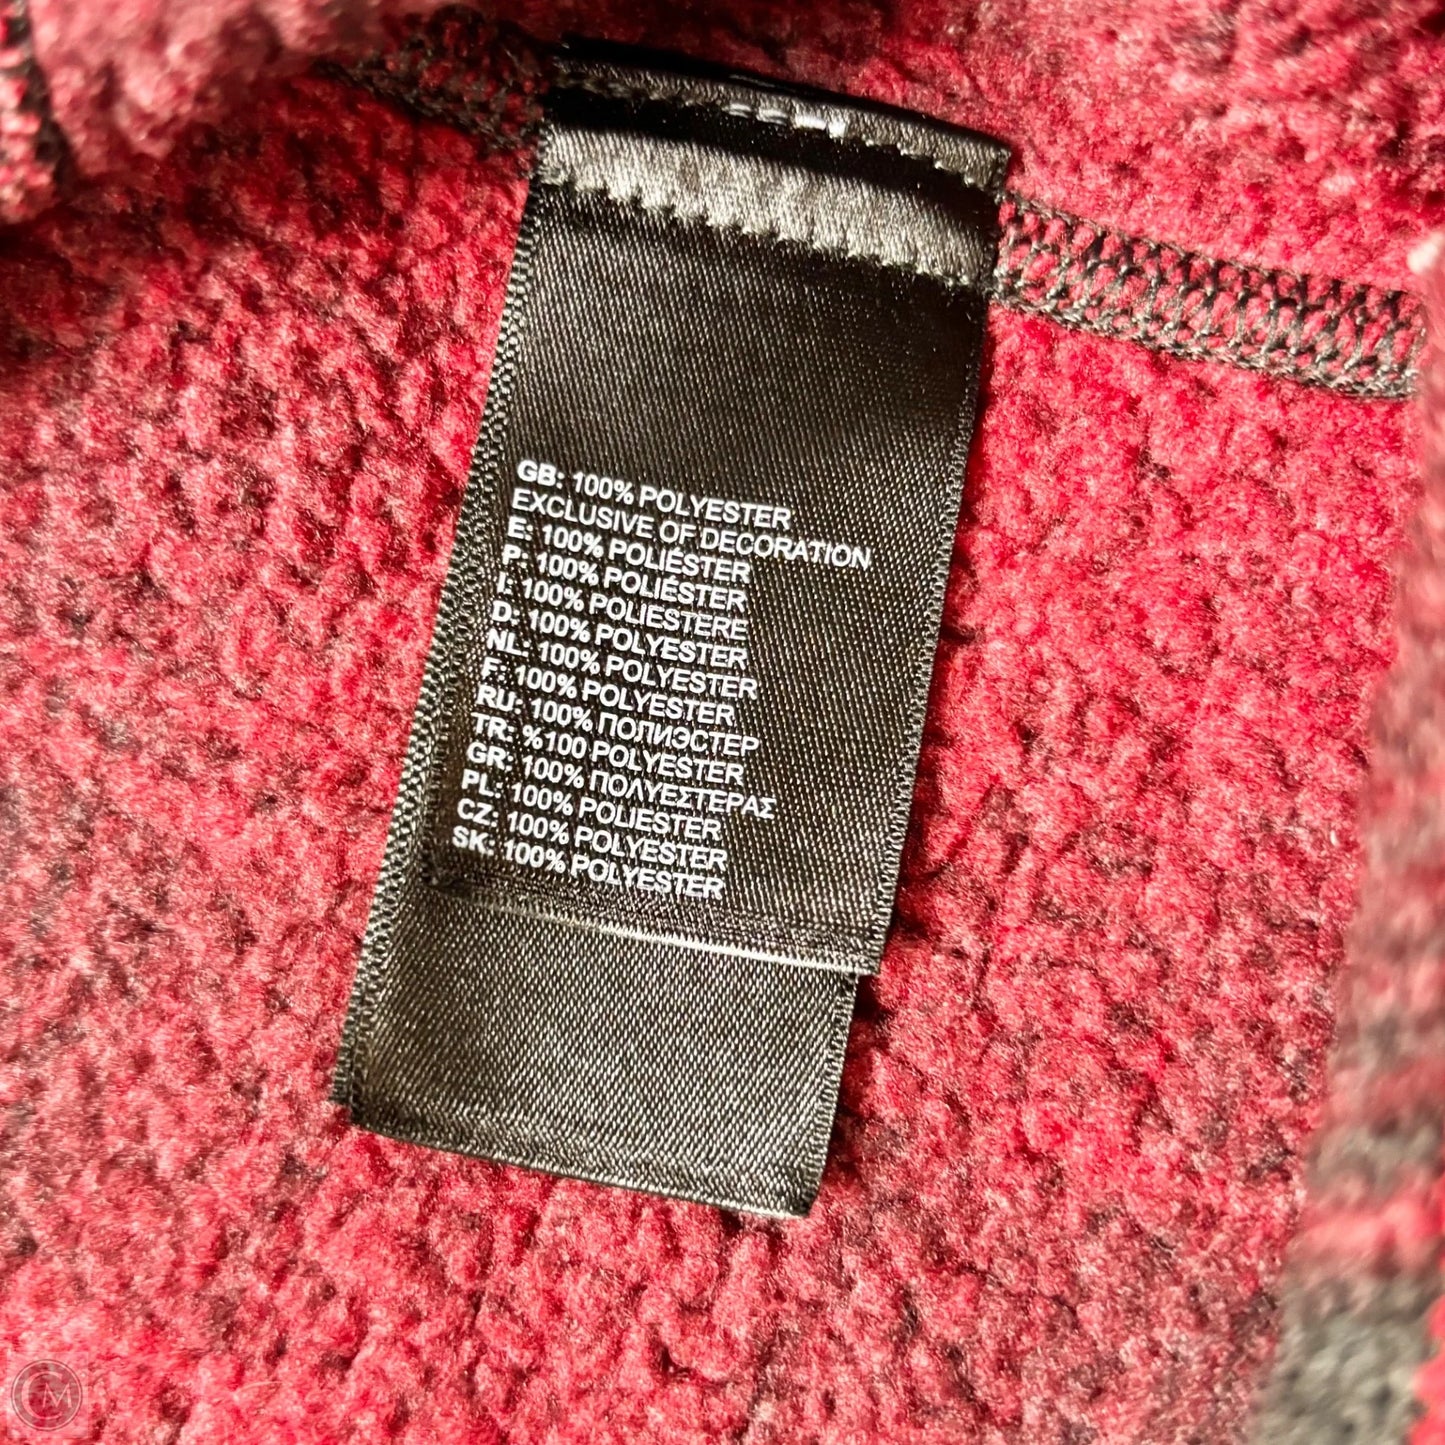 GB: 100% POLYESTER
EXCLUSIVE OF DECORATION
E: 100% POLIÉSTER
P: 100% POLIÉSTER
I: 100% POLIESTERE
D: 100% POLYESTER
NL: 100% POLYESTER
F: 100% POLYESTER
RU: 100% ПОЛИЭСТЕР
TR: %100 POLYESTER
GR: 100% ΠΟΛΥΕΣΤΕΡΑΣ
PL: 100% POLIESTER
CZ: 100% POLYESTER
SK: 100% POLYESTER
CM